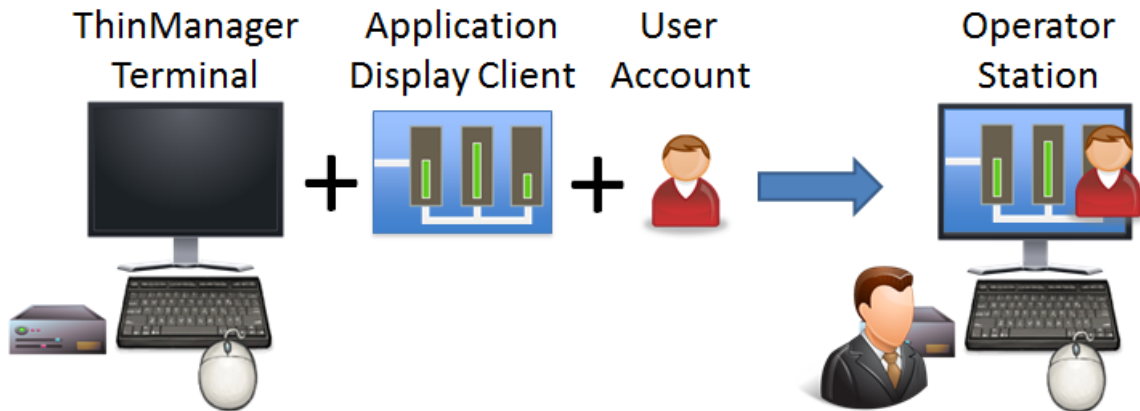 ThinManager
Terminal
Application
Display Client
User
Account
Operator
Station